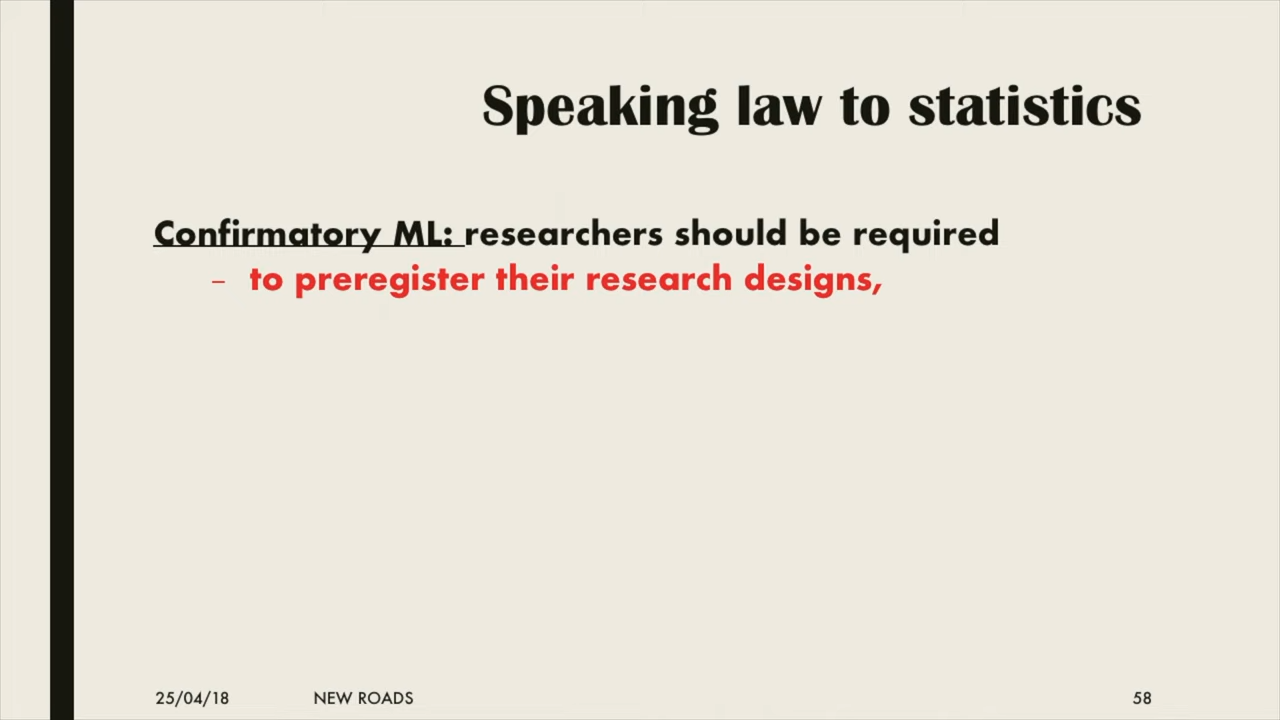 Speaking law to statistics
Confirmatory ML: researchers should be required
– to preregister their research designs,
25/04/18 NEW ROADS 58